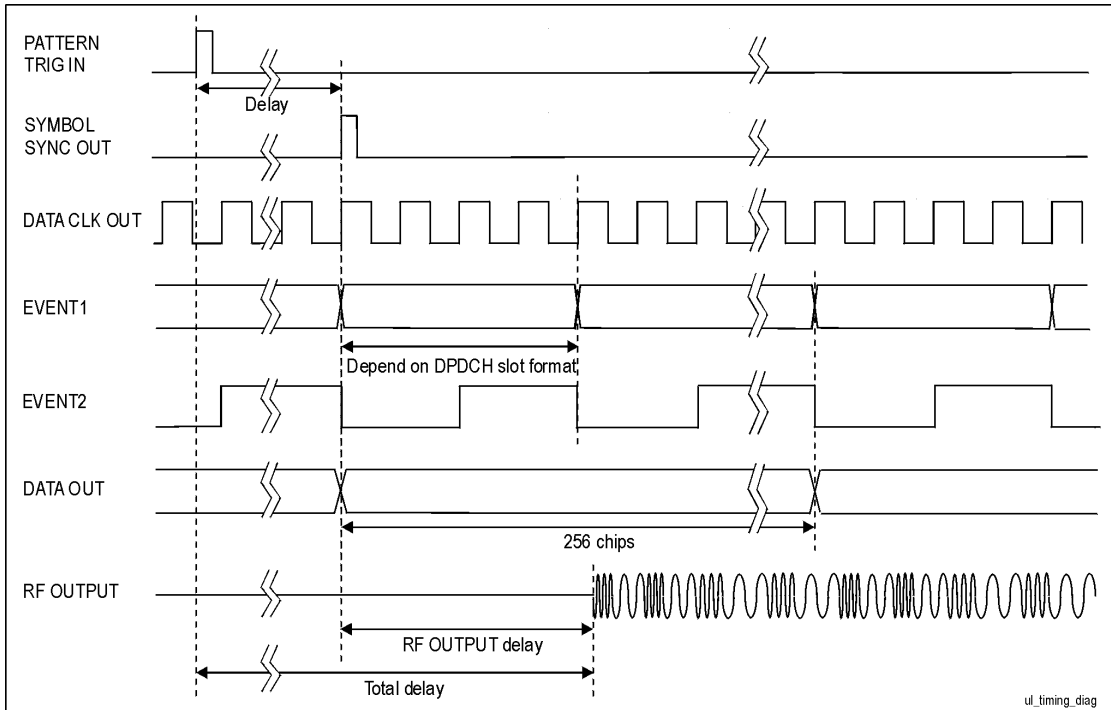 PATTERN
TRIG IN
Delay
SYMBOL
SYNC OUT
DATA CLK OUT
EVENT1
Depend on DPDCH slot format
EVENT2
DATA OUT
256 chips
RF OUTPUT
RF OUTPUT delay
Total delay
ul_timing_diag